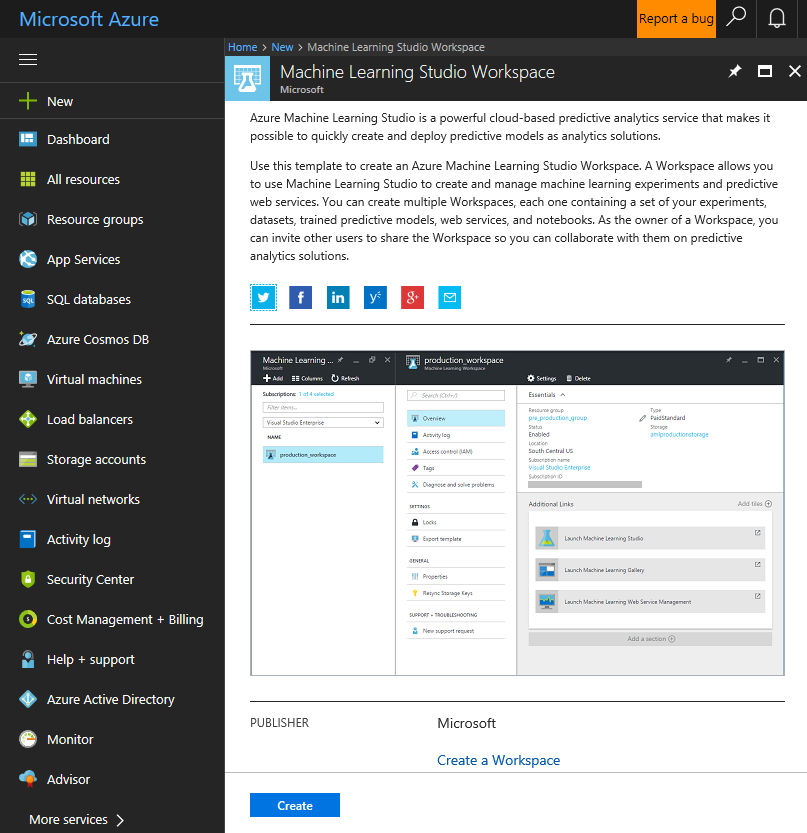 Microsoft Azure
Report a bug
Home > New > Machine Learning Studio Workspace
Machine Learning Studio Workspace
Microsoft
New
Dashboard
All resources
Resource groups
App Services
SQL databases
Azure Cosmos DB
Virtual machines
Load balancers
Storage accounts
Virtual networks
Activity log
Security Center
Cost Management + Billing
Help + support
Azure Active Directory
Monitor
Advisor
More services >
Azure Machine Learning Studio is a powerful cloud-based predictive analytics service that makes it
possible to quickly create and deploy predictive models as analytics solutions.
Use this template to create an Azure Machine Learning Studio Workspace. A Workspace allows you
to use Machine Learning Studio to create and manage machine learning experiments and predictive
web services. You can create multiple Workspaces, each one containing a set of your experiments,
datasets, trained predictive models, web services, and notebooks. As the owner of a Workspace, you
can invite other users to share the Workspace so you can collaborate with them on predictive
analytics solutions.
Machine Learning ...
Microsoft
Add Columns Refresh
Subscriptions: 1 of 4 selected
Filter items...
Visual Studio Enterprise
NAME
production_workspace
production_workspace
Machine Learning Workspace
Search (Ctrl+/)
Overview
Activity log
Access control (IAM)
Tags
Diagnose and solve problems
SETTINGS
Locks
Export template
GENERAL
Properties
Resync Storage Keys
SUPPORT + TROUBLESHOOTING
New support request
Settings Delete
Essentials
Resource group
pre_production_group
Status
Enabled
Location
South Central US
Subscription name
Visual Studio Enterprise
Subscription ID
Type
PaidStandard
Storage
amlproductionstorage
Additional Links
Add tiles
Launch Machine Learning Studio
Launch Machine Learning Gallery
Launch Machine Learning Web Service Management
Add a section
PUBLISHER
Microsoft
Create a Workspace
Create